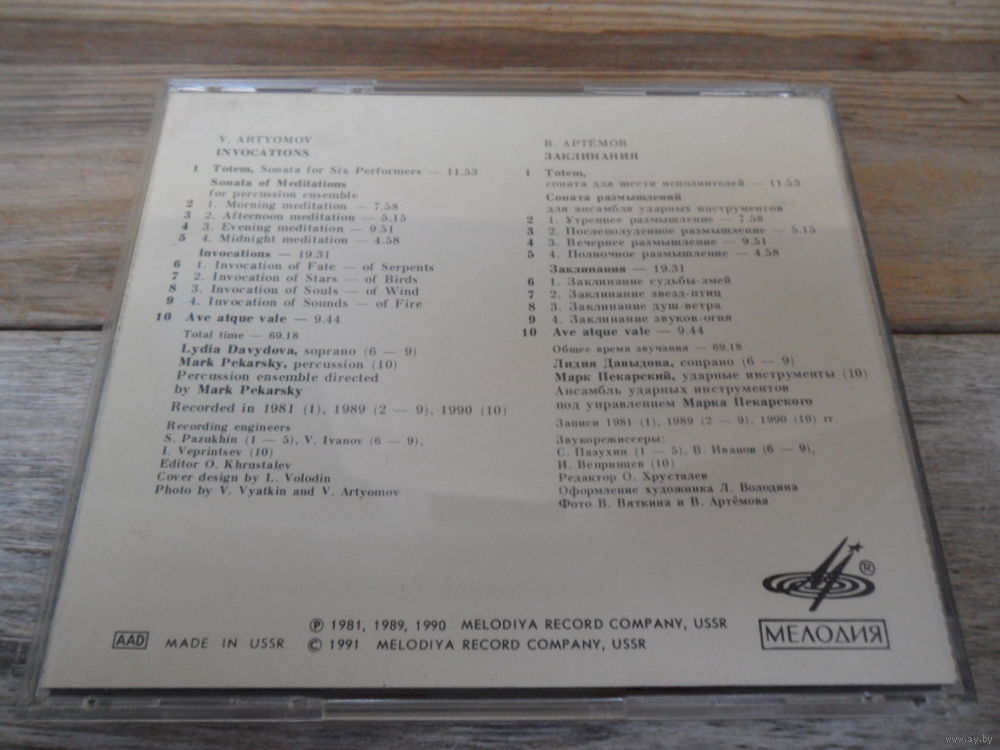 V. ARTYOMOV
INVOCATIONS
1 Totem, Sonata for Six Performers — 11.53
Sonata of Meditations
for percussion ensemble
2 1. Morning meditation — 7.58
3 2. Afternoon meditation — 5.15
4 3. Evening meditation — 9.51
5 4. Midnight meditation — 4.58
Invocations — 19.31
6 1. Invocation of Fate — of Serpents
7 2. Invocation of Stars — of Birds
8 3. Invocation of Souls — of Wind
9 4. Invocation of Sounds — of Fire
10 Ave atque vale — 9.44
Total time — 69.18
Lydia Davydova, soprano (6 — 9)
Mark Pekarsky, percussion (10)
Percussion ensemble directed
by Mark Pekarsky
Recorded in 1981 (1), 1989 (2 — 9), 1990 (10)
Recording engineers
S. Pazukhin (1 — 5), V. Ivanov (6 — 9),
I. Veprintsev (10)
Editor O. Khrustalev
Cover design by L. Volodin
Photo by V. Vyatkin and V. Artyomov
В. АРТЁМОВ
ЗАКЛИНАНИЯ
1 Totem,
соната для шести исполнителей — 11.53
Соната размышлений
для ансамбля ударных инструментов
2 1. Утреннее размышление — 7.58
3 2. Послеполуденное размышление — 5.15
4 3. Вечернее размышление — 9.51
5 4. Полночное размышление — 4.58
Заклинания — 19.31
6 1. Заклинание судьбы-змей
7 2. Заклинание звезд-птиц
8 3. Заклинание душ-ветра
9 4. Заклинание звуков-огня
10 Ave atque vale — 9.44
Общее время звучания — 69.18
Лидия Давыдова, сопрано (6 — 9)
Марк Пекарский, ударные инструменты (10)
Ансамбль ударных инструментов
под управлением Марка Пекарского
Записи 1981 (1), 1989 (2 — 9), 1990 (10) гг.
Звукорежиссеры:
С. Пазухин (1 — 5), В. Иванов (6 — 9),
И. Вепринцев (10)
Редактор О. Хрусталев
Оформление художника Л. Володина
Фото В. Вяткина и В. Артёмова
®
МЕЛОДИЯ
℗ 1981, 1989, 1990 MELODIYA RECORD COMPANY, USSR
AAD MADE IN USSR © 1991 MELODIYA RECORD COMPANY, USSR
www.ay.by